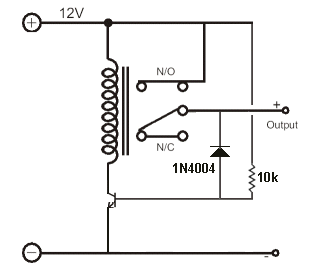 12V
N/O
+
Output
N/C
1N4004
10k
-